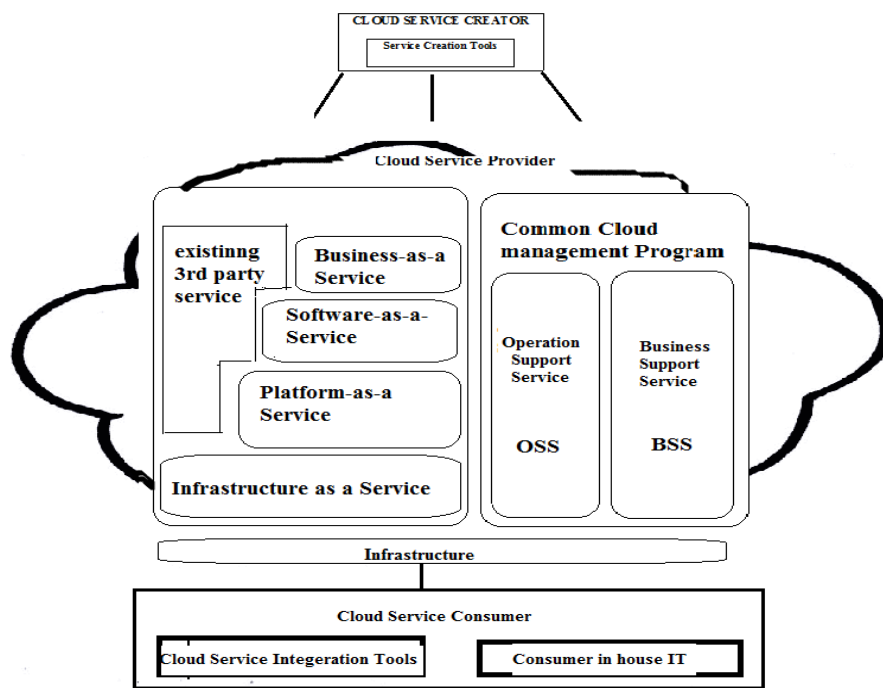 CLOUD SERVICE CREATOR
Service Creation Tools
Cloud Service Provider
existinng
3rd party
service
Business-as-a
Service
Software-as-a-
Service
Platform-as-a
Service
Infrastructure as a Service
Common Cloud
management Program
Operation
Support
Service
OSS
Business
Support
Service
BSS
Infrastructure
Cloud Service Consumer
Cloud Service Integeration Tools
Consumer in house IT